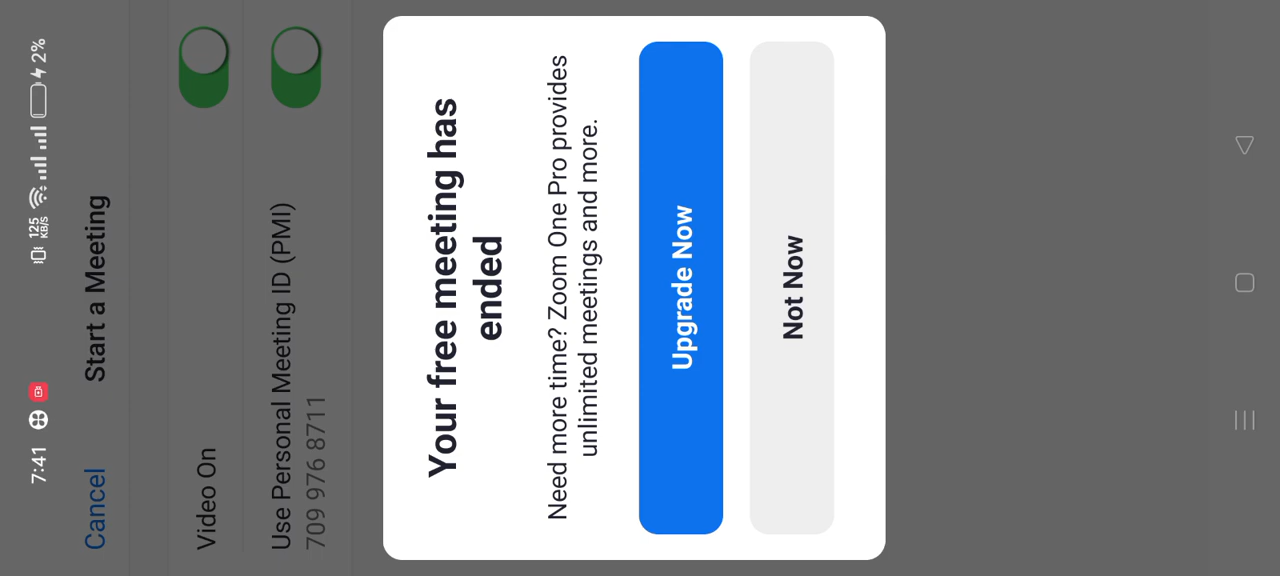 7:41
125
KB/S
2%
Cancel
Start a Meeting
Video On
Use Personal Meeting ID (PMI)
709 976 8711
Your free meeting has
ended
Need more time? Zoom One Pro provides
unlimited meetings and more.
Upgrade Now
Not Now